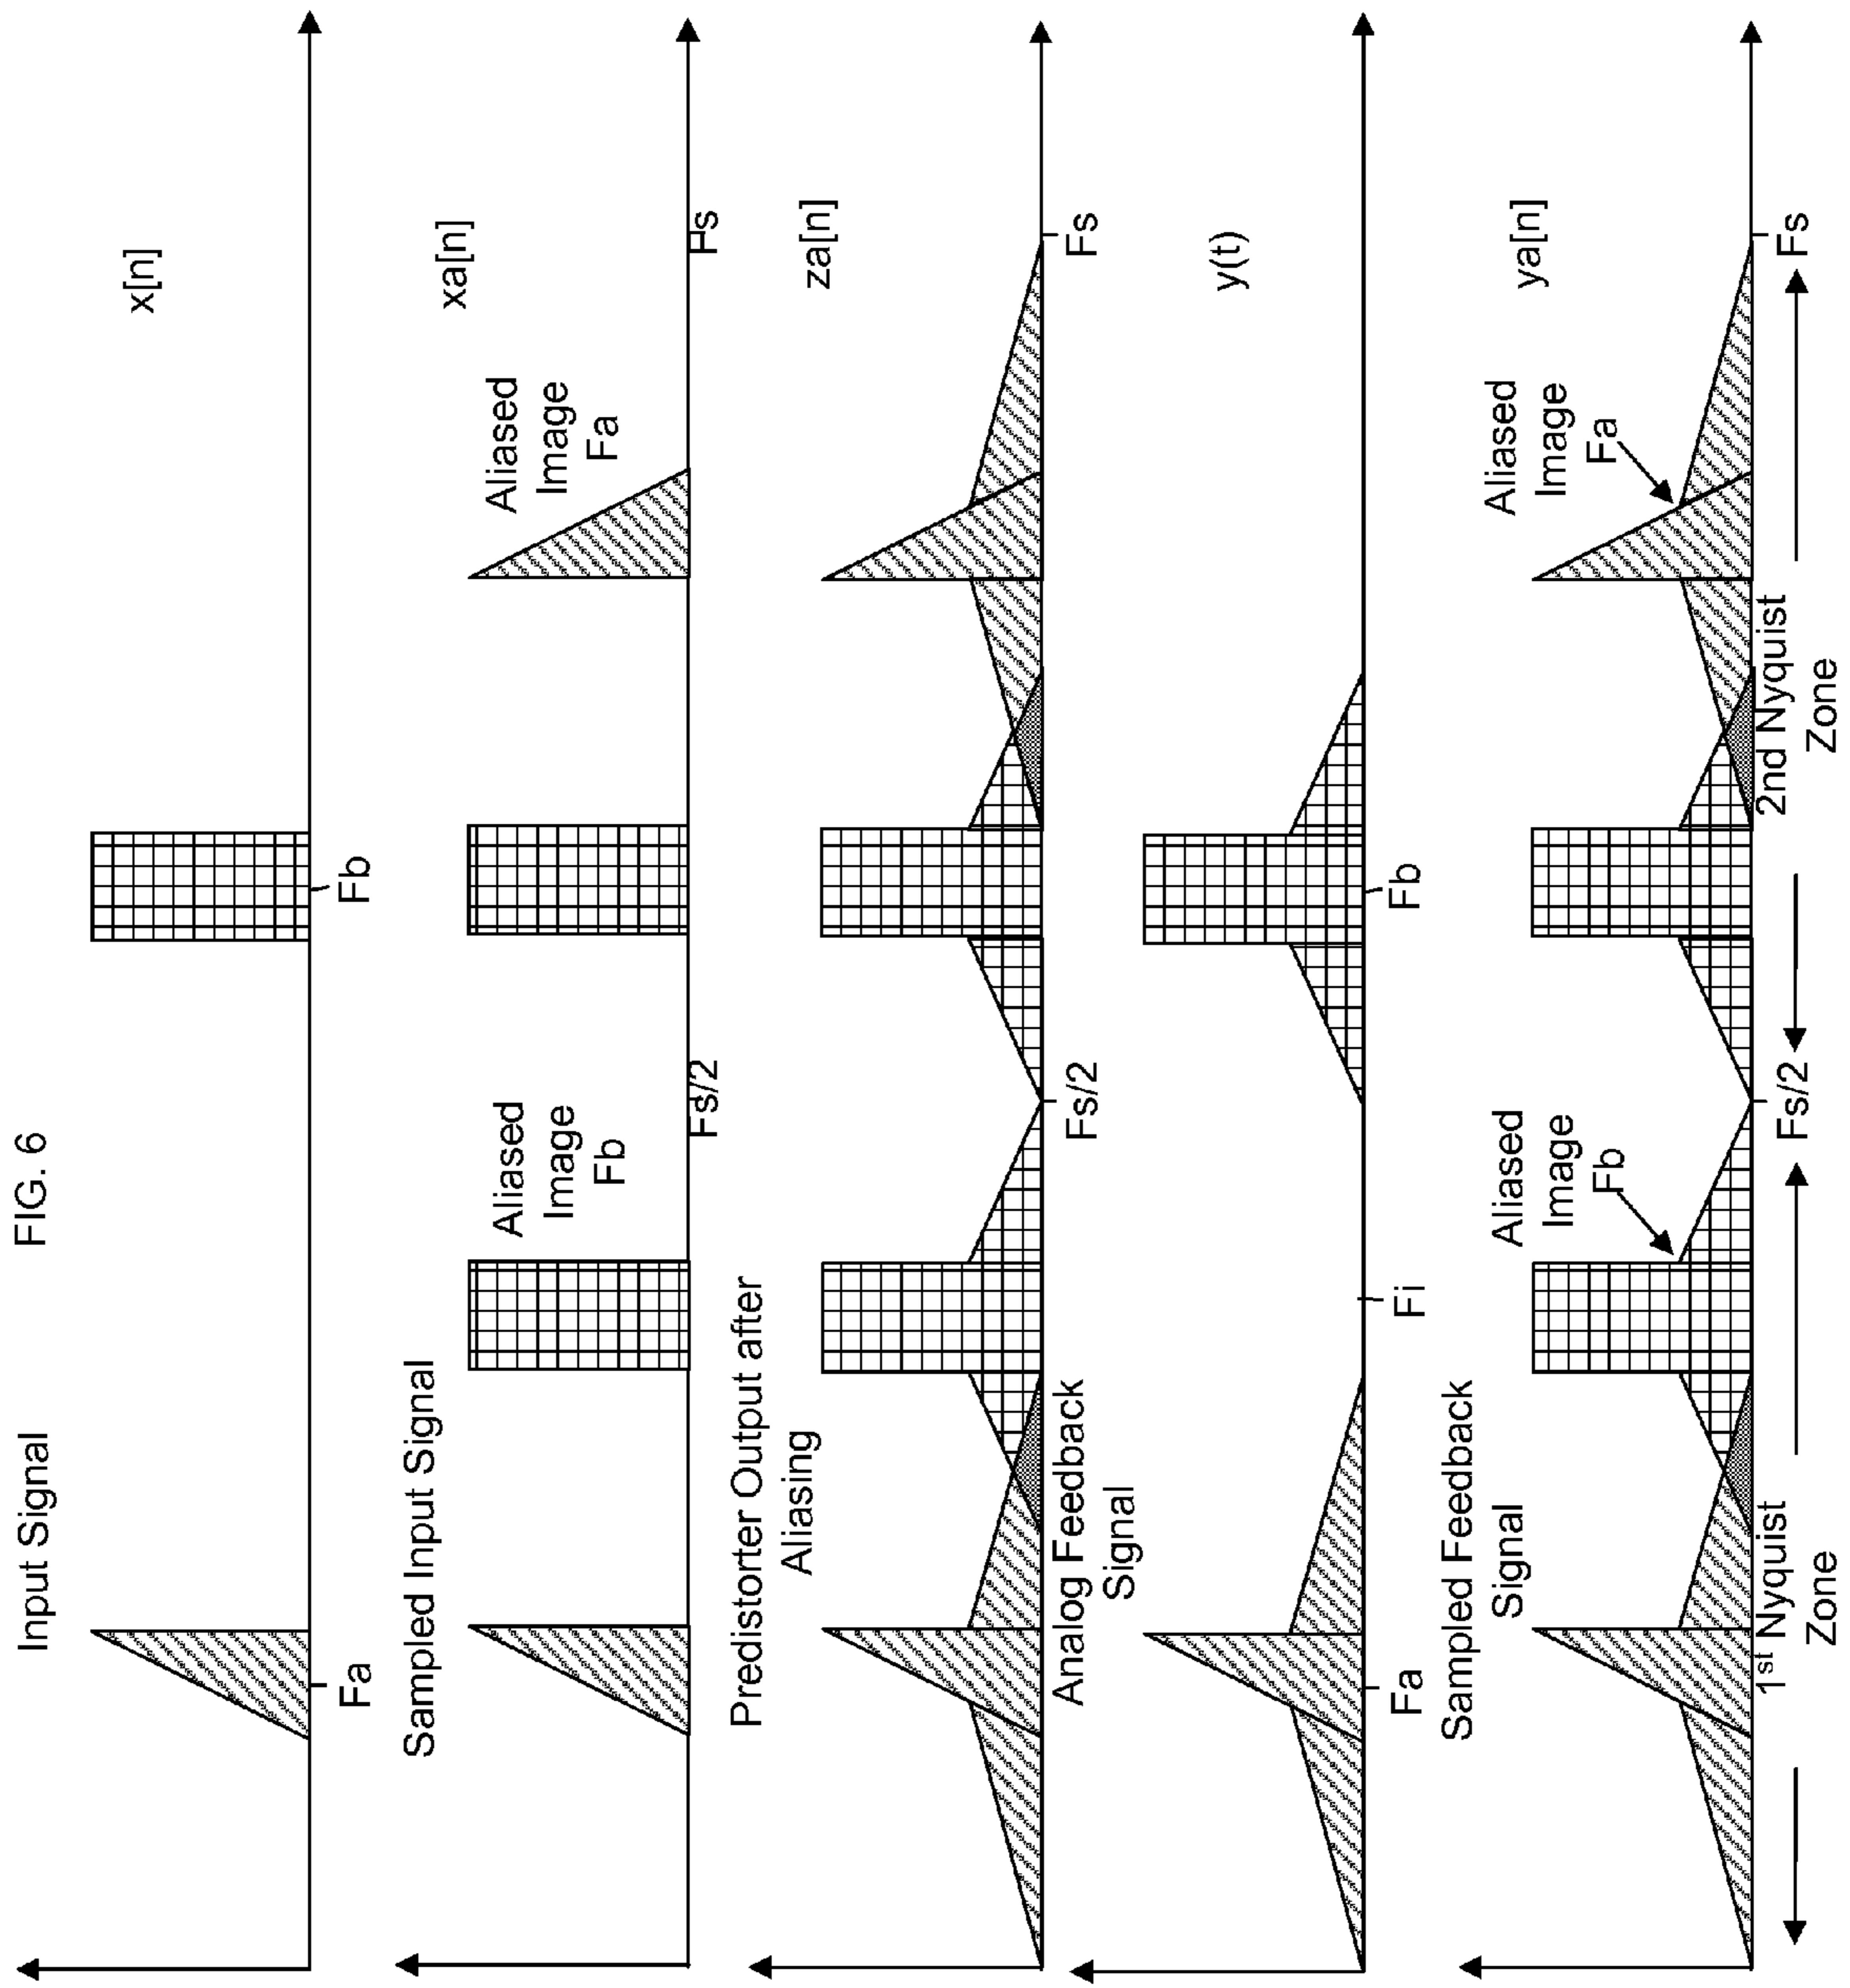 FIG. 6
Input Signal
x[n]
Fa
Fb
Sampled Input Signal
xa[n]
Aliased
Image
Fb
Aliased
Image
Fa
Fs/2
Fs
Predistorter Output after
Aliasing
za[n]
Fs/2
Fs
Analog Feedback
Signal
y(t)
Fa
Fi
Fb
Sampled Feedback
Signal
ya[n]
Aliased
Image
Fb
Aliased
Image
Fa
Fs/2
Fs
1st Nyquist
Zone
2nd Nyquist
Zone